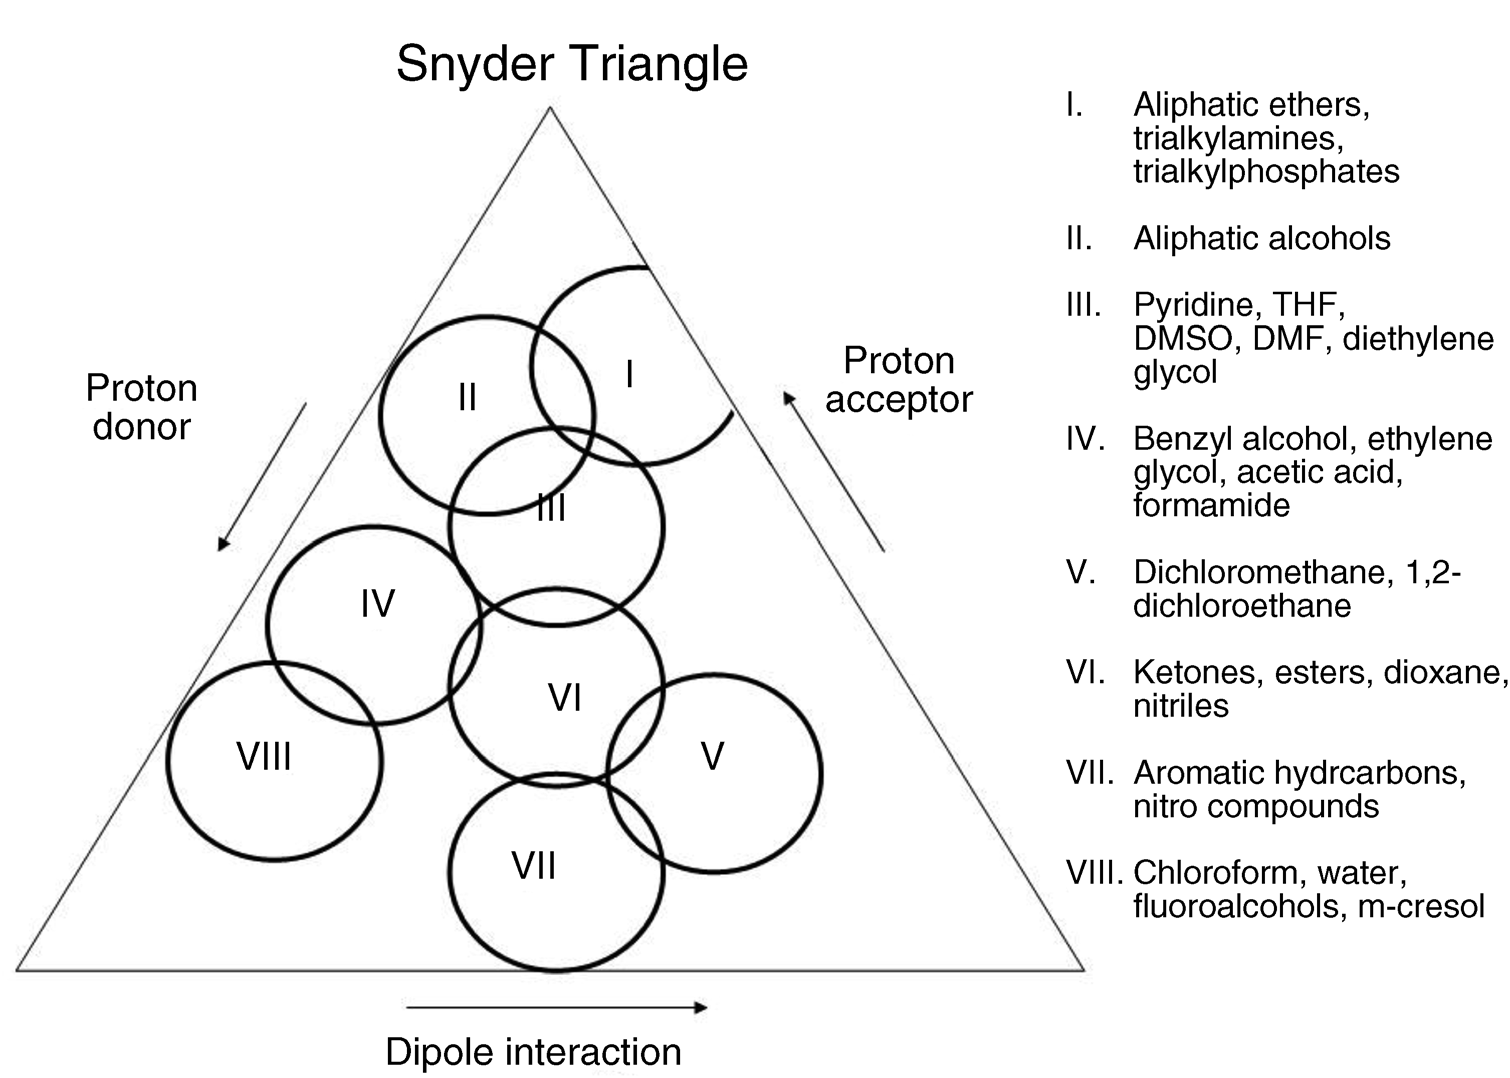 Snyder Triangle
Proton
donor
Proton
acceptor
I
II
III
IV
VI
VIII
V
VII
Dipole interaction
I. Aliphatic ethers,
trialkylamines,
trialkylphosphates
II. Aliphatic alcohols
III. Pyridine, THF,
DMSO, DMF, diethylene
glycol
IV. Benzyl alcohol, ethylene
glycol, acetic acid,
formamide
V. Dichloromethane, 1,2-
dichloroethane
VI. Ketones, esters, dioxane,
nitriles
VII. Aromatic hydrcarbons,
nitro compounds
VIII. Chloroform, water,
fluoroalcohols, m-cresol